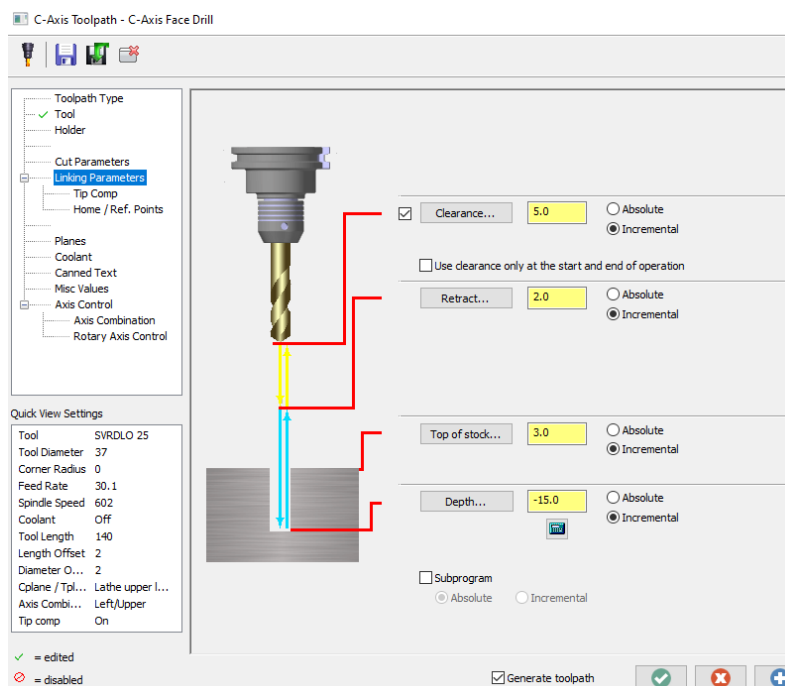 C-Axis Toolpath - C-Axis Face Drill
Toolpath Type
Tool
Holder
Cut Parameters
Linking Parameters
Tip Comp
Home / Ref. Points
Planes
Coolant
Canned Text
Misc Values
Axis Control
Axis Combination
Rotary Axis Control
Quick View Settings
Tool SVRDLO 25
Tool Diameter 37
Corner Radius 0
Feed Rate 30.1
Spindle Speed 602
Coolant Off
Tool Length 140
Length Offset 2
Diameter O... 2
Cplane / Tpl... Lathe upper l...
Axis Combi... Left/Upper
Tip comp On
= edited
= disabled
Clearance... 5.0 Absolute
Incremental
Use clearance only at the start and end of operation
Retract... 2.0 Absolute
Incremental
Top of stock... 3.0 Absolute
Incremental
Depth... -15.0 Absolute
Incremental
Subprogram
Absolute Incremental
Generate toolpath